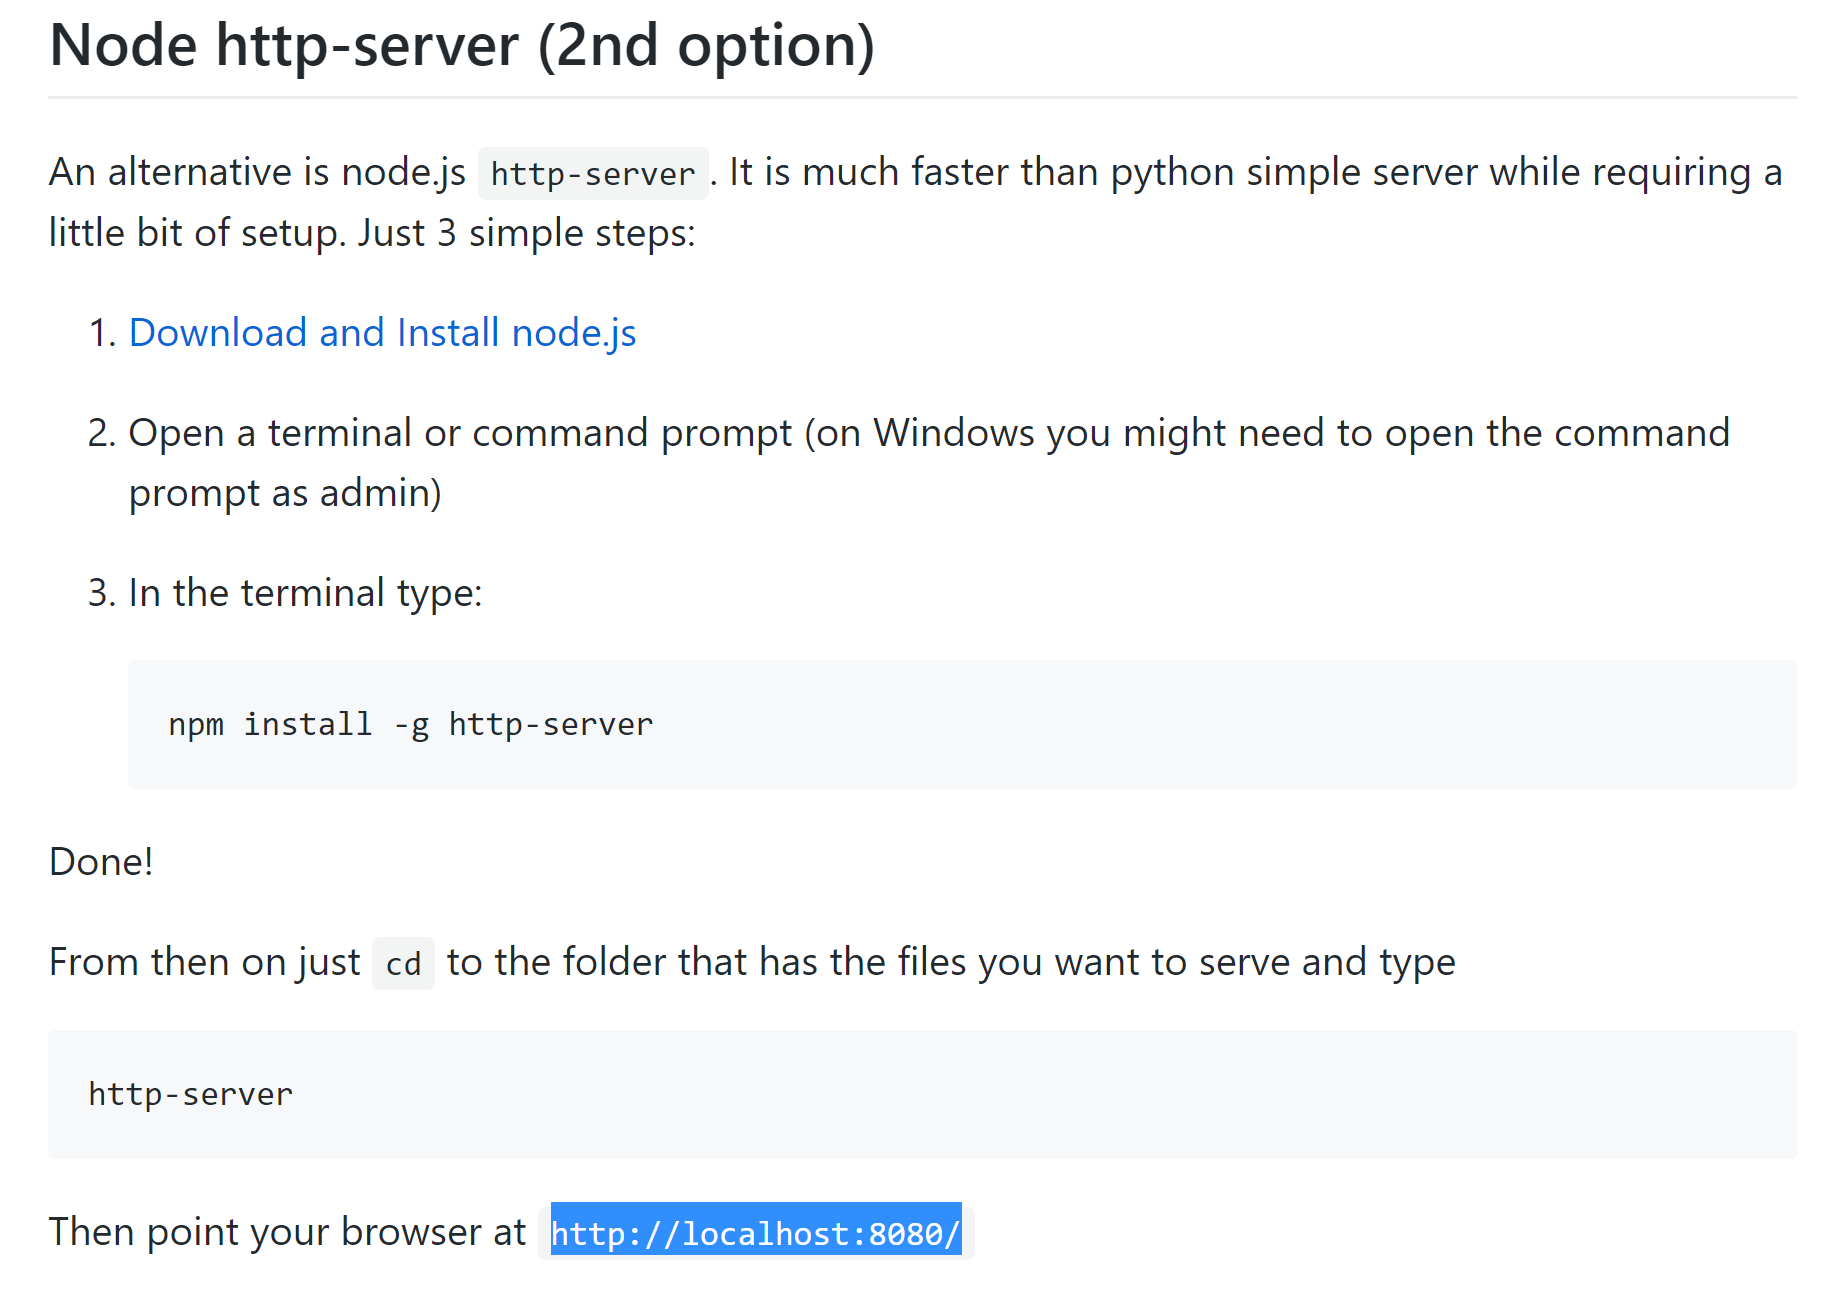 Node http-server (2nd option)
An alternative is node.js http-server. It is much faster than python simple server while requiring a
little bit of setup. Just 3 simple steps:
1. Download and Install node.js
2. Open a terminal or command prompt (on Windows you might need to open the command
prompt as admin)
3. In the terminal type:
npm install -g http-server
Done!
From then on just cd to the folder that has the files you want to serve and type
http-server
Then point your browser at http://localhost:8080/